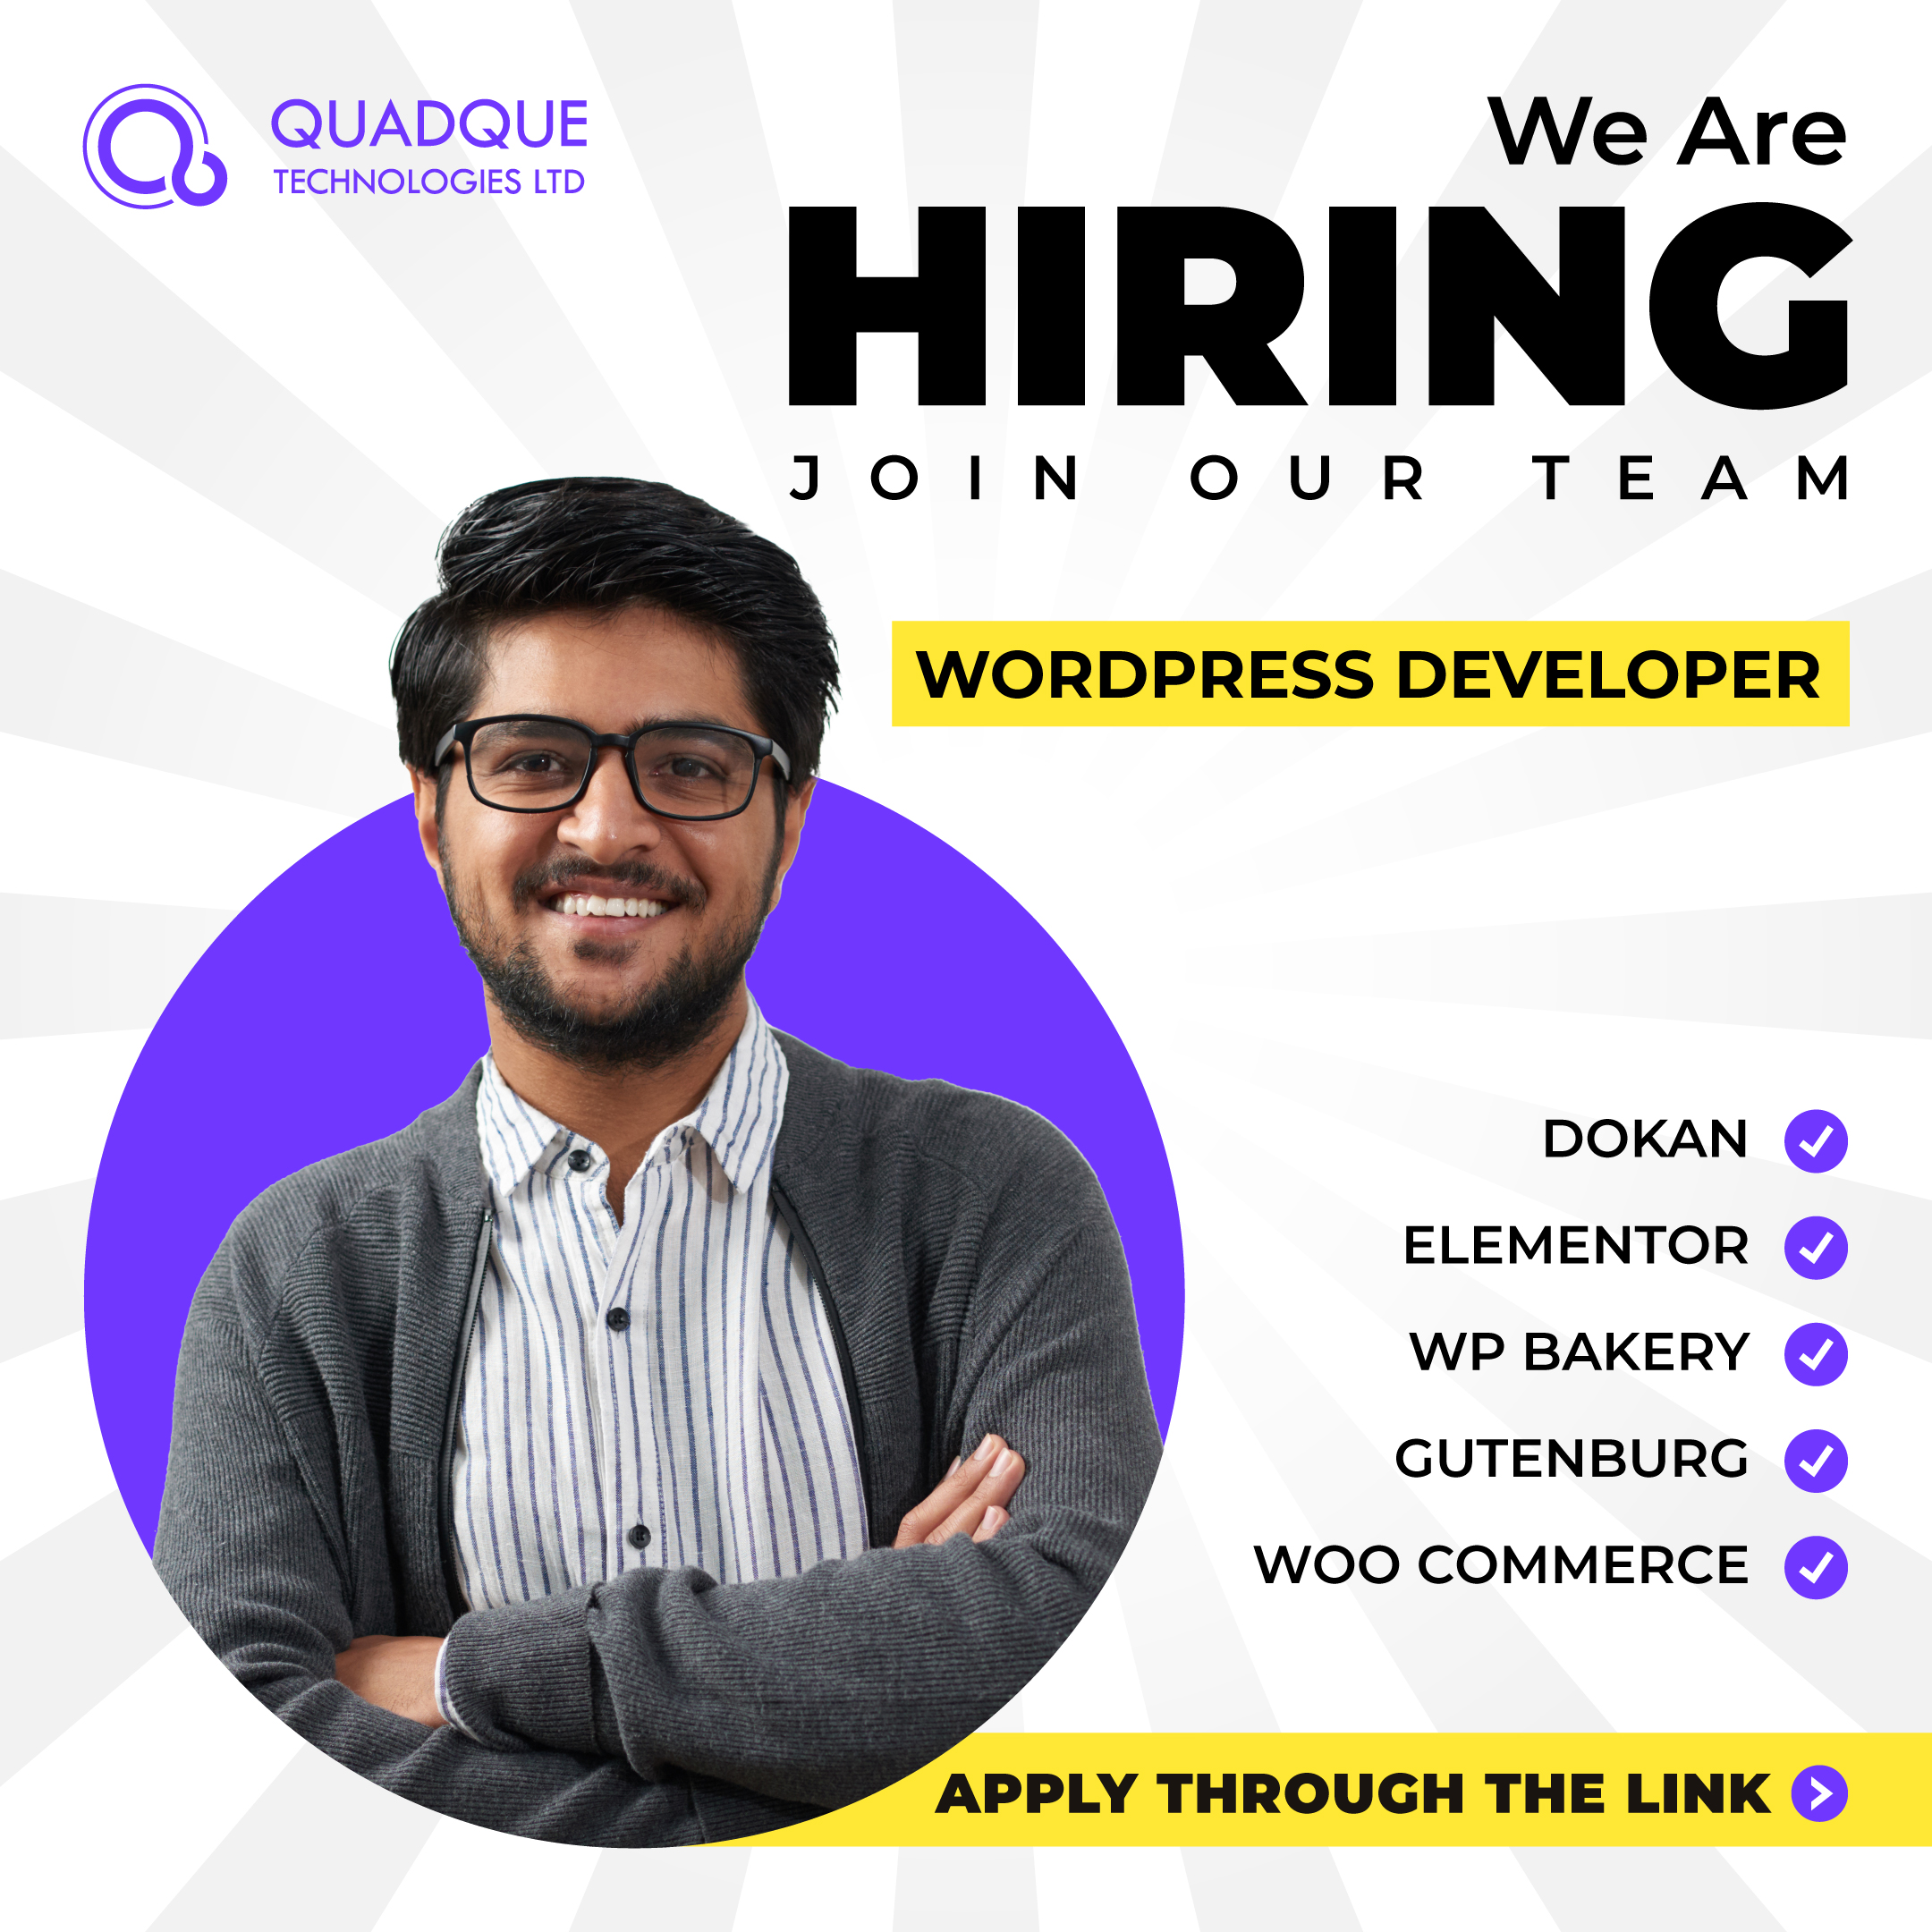 QUADQUE
TECHNOLOGIES LTD
We Are
HIRING
JOIN OUR TEAM
WORDPRESS DEVELOPER
DOKAN
ELEMENTOR
WP BAKERY
GUTENBURG
WOO COMMERCE
APPLY THROUGH THE LINK